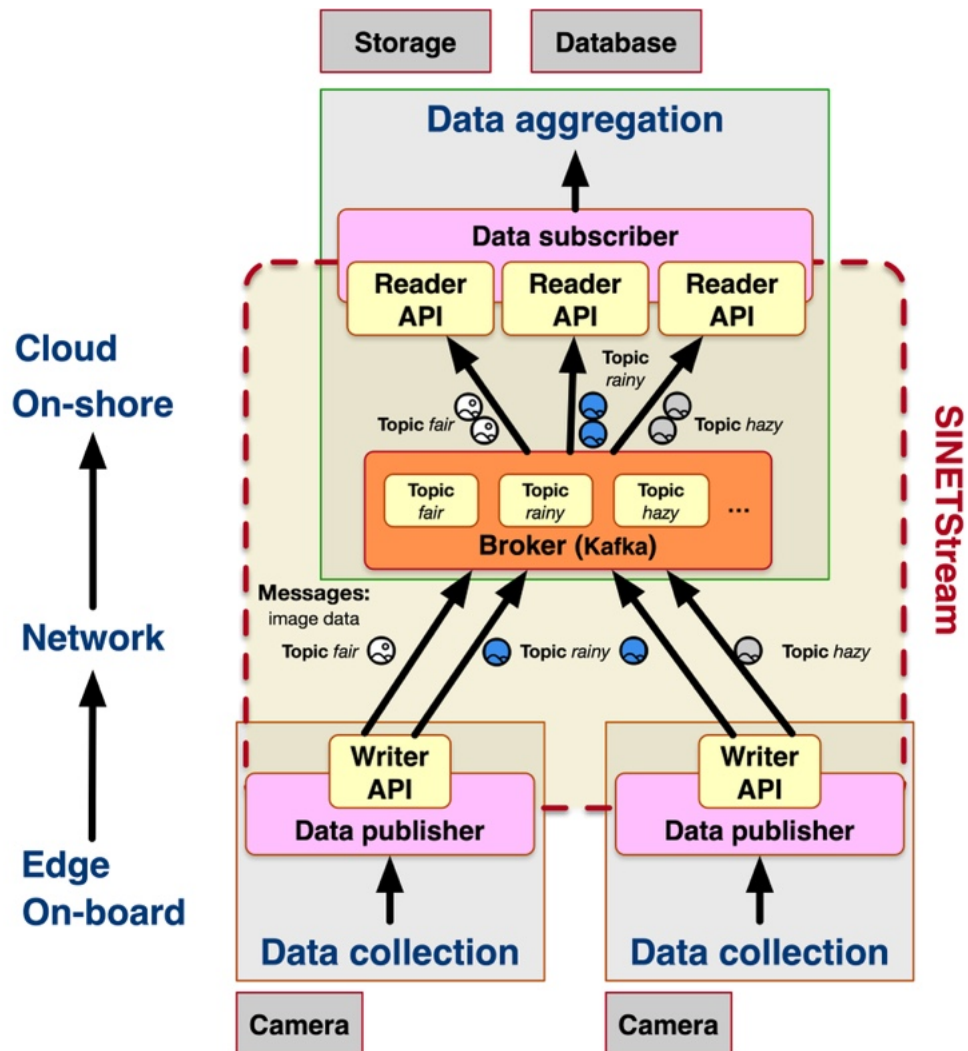 Storage
Database
Data aggregation
Data subscriber
Reader API
Reader API
Reader API
Cloud
On-shore
Topic rainy
Topic fair
Topic hazy
SINETStream
Topic fair
Topic rainy
Topic hazy
...
Broker (Kafka)
Messages:
image data
Network
Topic fair
Topic rainy
Topic hazy
Writer API
Writer API
Data publisher
Data publisher
Edge
On-board
Data collection
Data collection
Camera
Camera